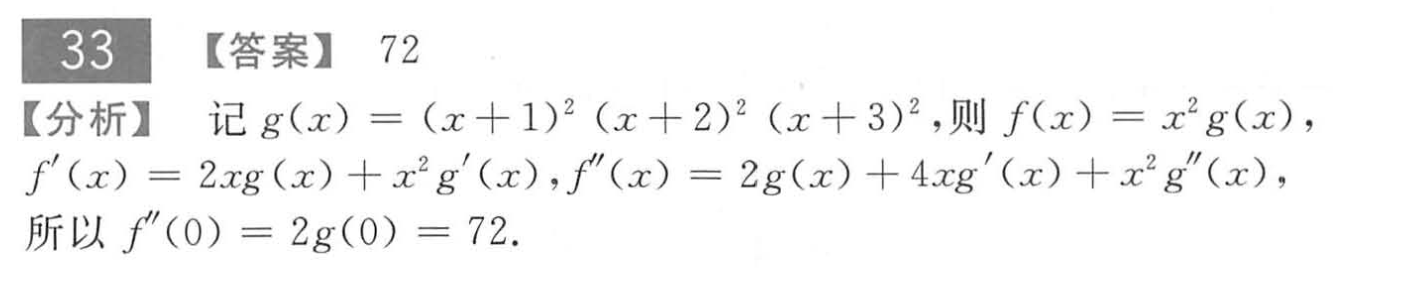 33 【答案】 72
【分析】 记 g(x) = (x+1)² (x+2)² (x+3)²,则 f(x) = x²g(x),
f′(x) = 2xg(x)+x²g′(x),f″(x) = 2g(x)+4xg′(x)+x²g″(x),
所以 f″(0) = 2g(0) = 72.